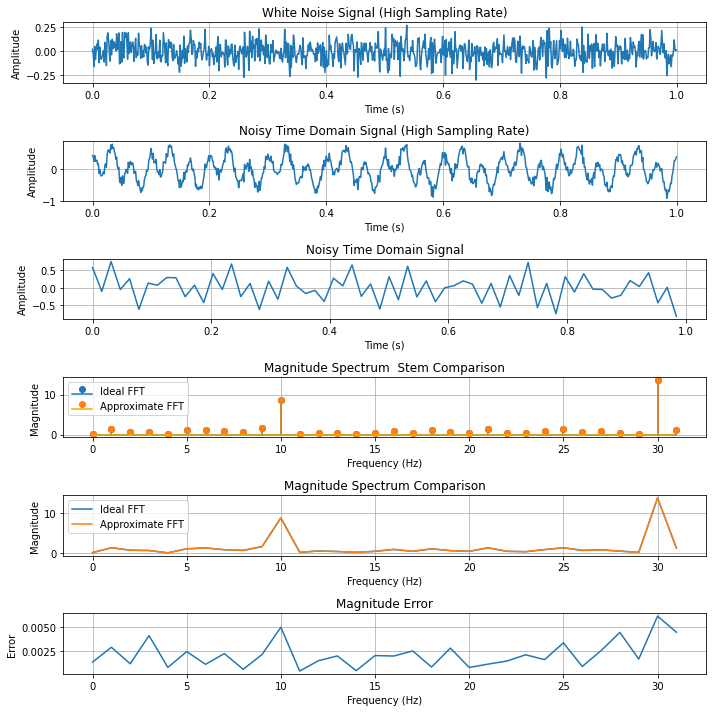 White Noise Signal (High Sampling Rate)
0.25
0.00
−0.25
Amplitude
0.0 0.2 0.4 0.6 0.8 1.0
Time (s)
Noisy Time Domain Signal (High Sampling Rate)
0
−1
Amplitude
0.0 0.2 0.4 0.6 0.8 1.0
Time (s)
Noisy Time Domain Signal
0.5
0.0
−0.5
Amplitude
0.0 0.2 0.4 0.6 0.8 1.0
Time (s)
Magnitude Spectrum  Stem Comparison
10
0
Magnitude
Ideal FFT
Approximate FFT
0 5 10 15 20 25 30
Frequency (Hz)
Magnitude Spectrum Comparison
10
0
Magnitude
Ideal FFT
Approximate FFT
0 5 10 15 20 25 30
Frequency (Hz)
Magnitude Error
0.0050
0.0025
Error
0 5 10 15 20 25 30
Frequency (Hz)